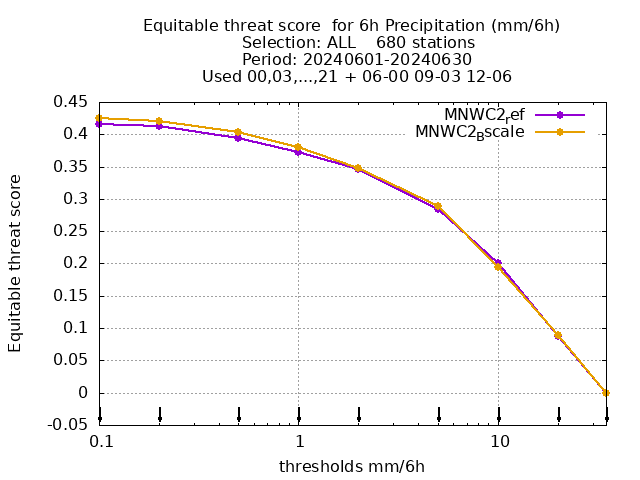 Equitable threat score  for 6h Precipitation (mm/6h)
Selection: ALL    680 stations
Period: 20240601-20240630
Used 00,03,...,21 + 06-00 09-03 12-06
MNWC2ref
MNWC2Bscale
Equitable threat score
0.45
0.4
0.35
0.3
0.25
0.2
0.15
0.1
0.05
0
-0.05
0.1
1
10
thresholds mm/6h